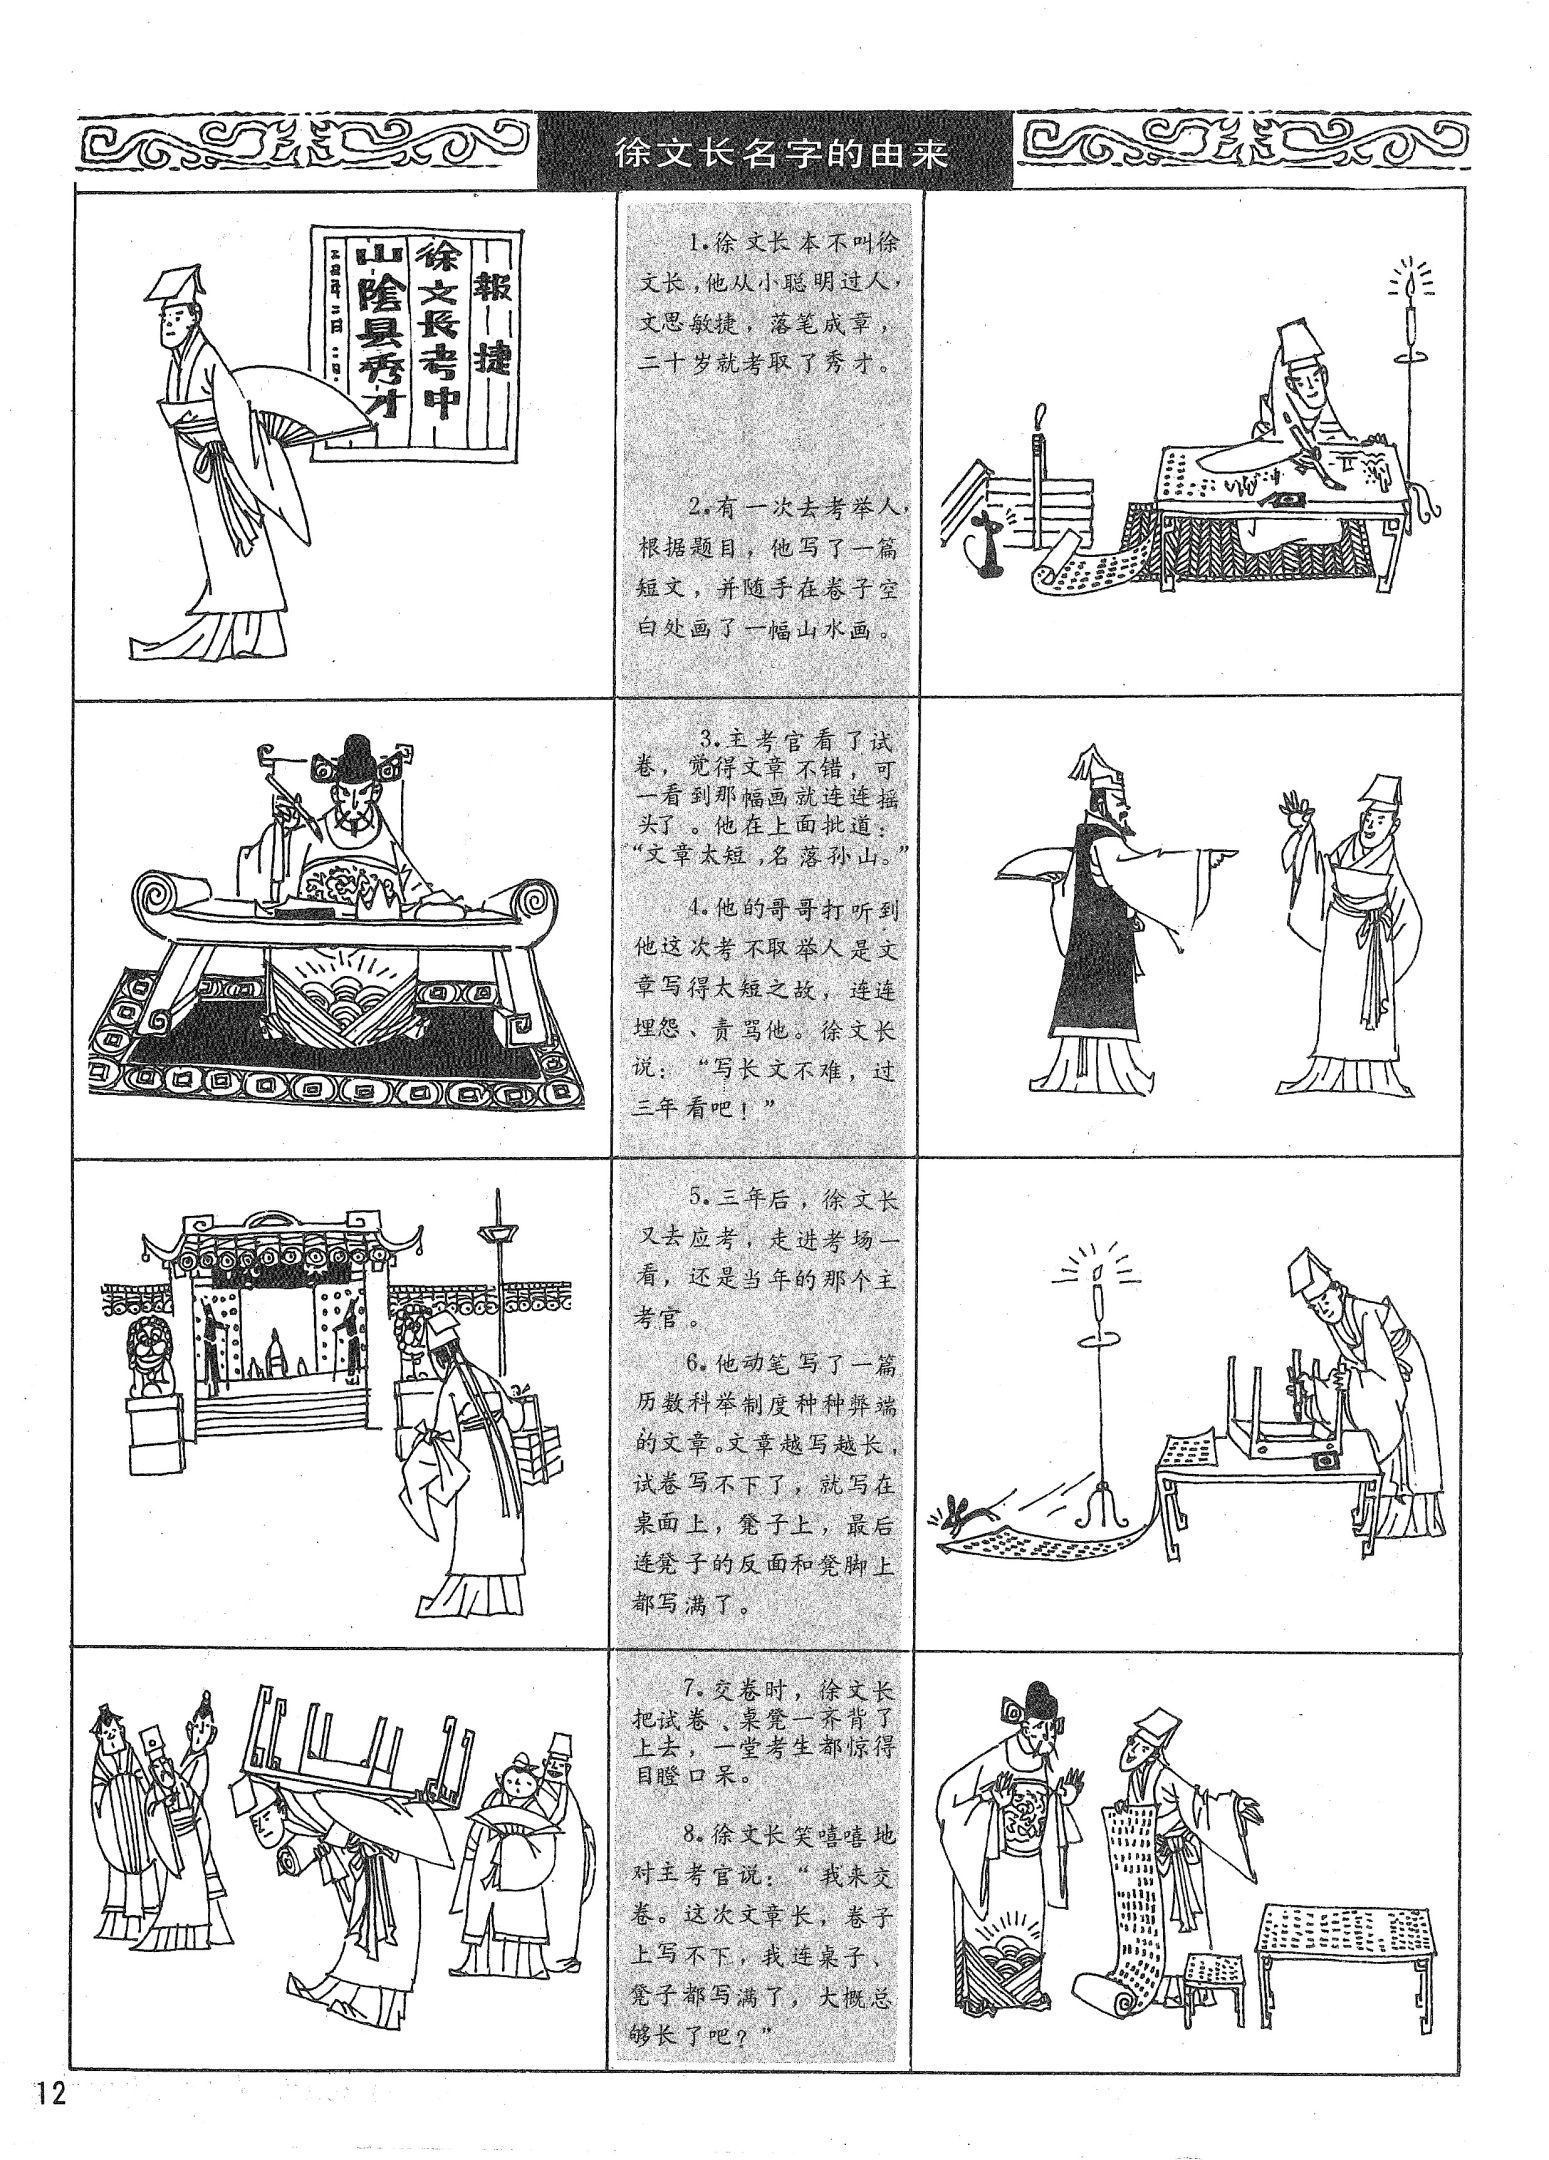 徐文长名字的由来
報捷
徐文長考中
山陰县秀才
1.徐文长本不叫徐
文长,他从小聪明过人,
文思敏捷，落笔成章，
二十岁就考取了秀才。
2.有一次去考举人,
根据题目，他写了一篇
短文，并随手在卷子空
白处画了一幅山水画。
3.主考官看了试
卷，觉得文章不错，可
一看到那幅画就连连摇
头了。他在上面批道：
“文章太短,名落孙山。”
4.他的哥哥打听到
他这次考不取举人是文
章写得太短之故，连连
埋怨、责骂他。徐文长
说：“写长文不难，过
三年看吧！”
5.三年后，徐文长
又去应考，走进考场一
看，还是当年的那个主
考官。
6.他动笔写了一篇
历数科举制度种种弊端
的文章。文章越写越长，
试卷写不下了，就写在
桌面上，凳子上，最后
连凳子的反面和凳脚上
都写满了。
7.交卷时，徐文长
把试卷、桌凳一齐背了
上去，一堂考生都惊得
目瞪口呆。
8.徐文长笑嘻嘻地
对主考官说：“我来交
卷。这次文章长，卷子
上写不下，我连桌子、
凳子都写满了，大概总
够长了吧？”
12